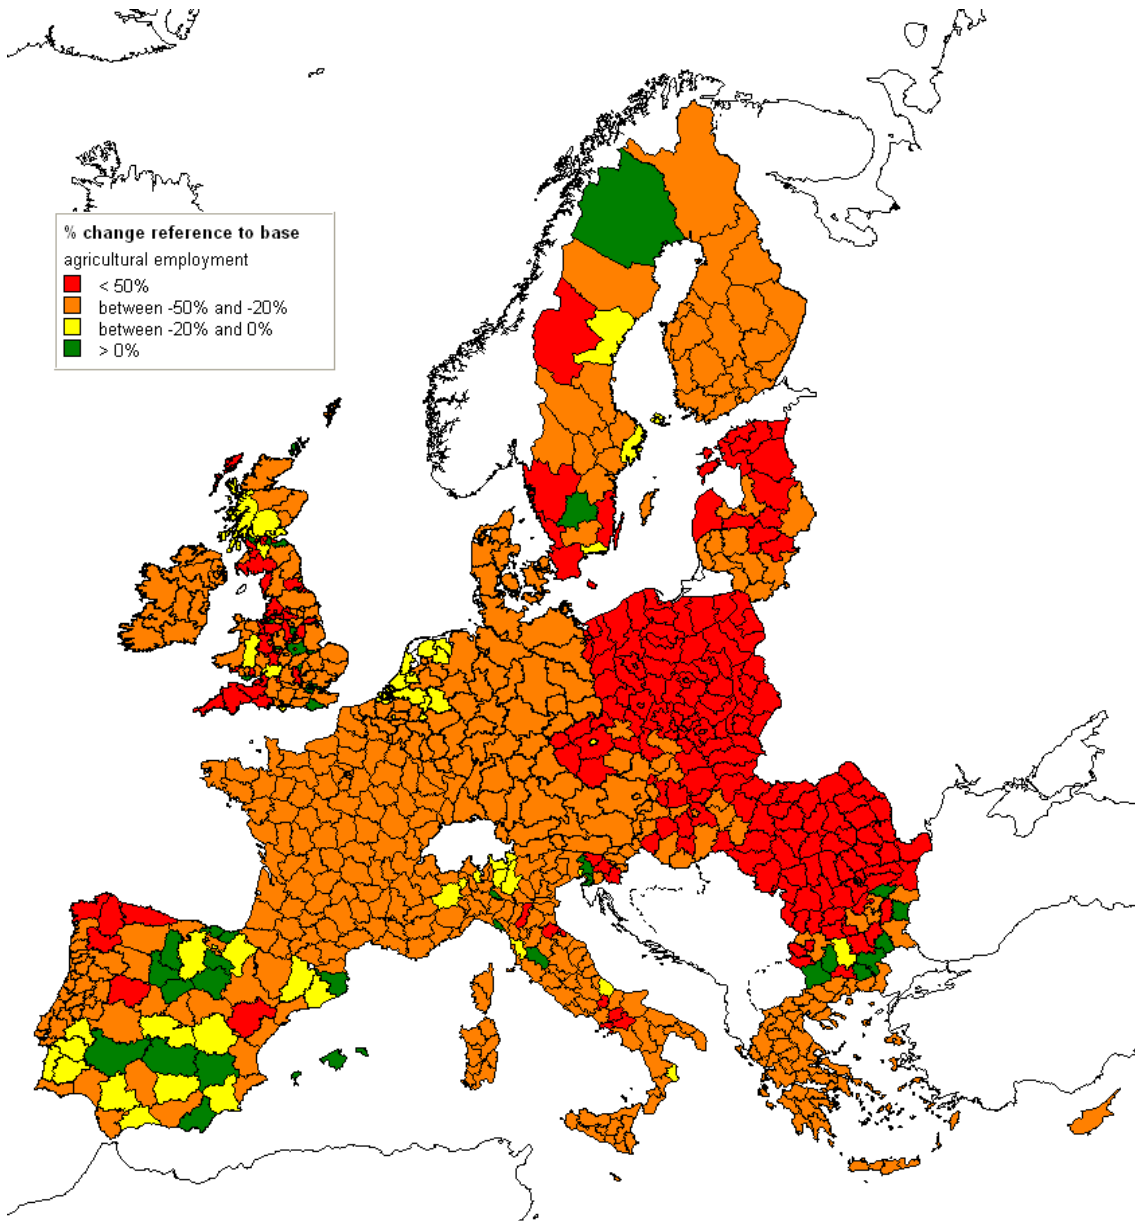 % change reference to base
agricultural employment
< 50%
between -50% and -20%
between -20% and 0%
> 0%